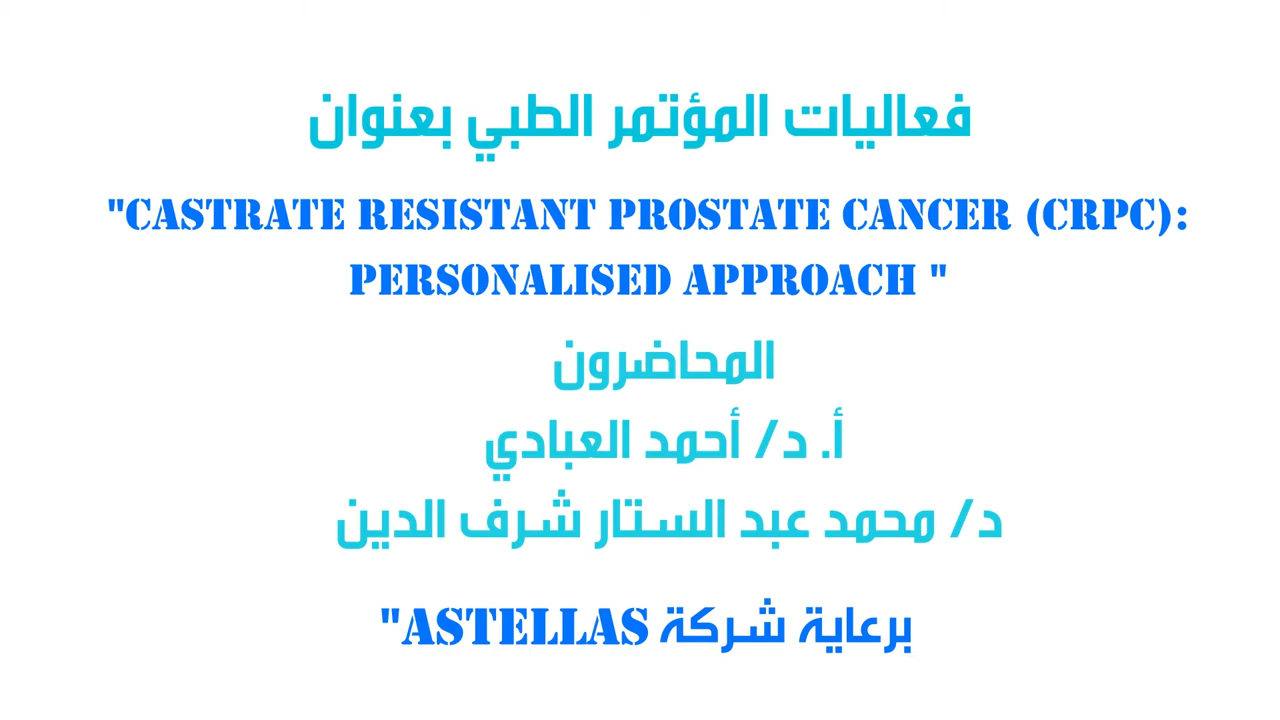 فعاليات المؤتمر الطبي بعنوان
"CASTRATE RESISTANT PROSTATE CANCER (CRPC):
PERSONALISED APPROACH "
المحاضرون
أ. د/ أحمد العبادي
د/ محمد عبد الستار شرف الدين
برعاية شركة ASTELLAS"